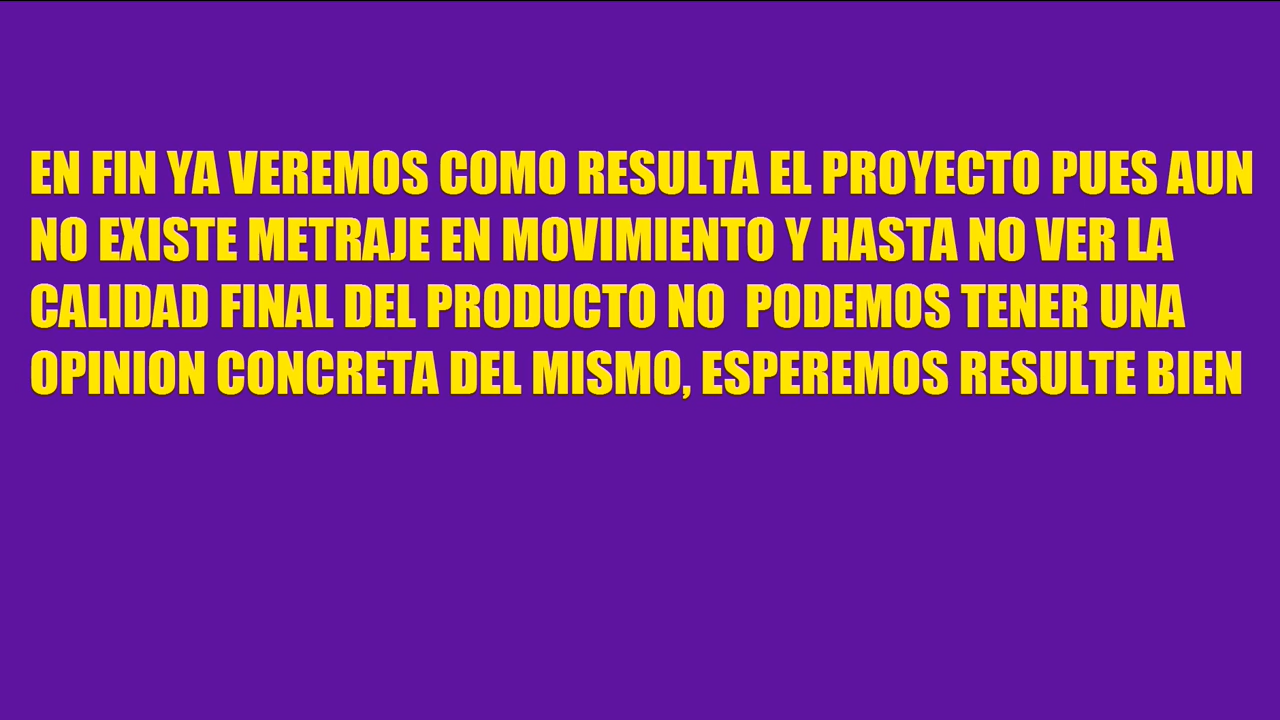 EN FIN YA VEREMOS COMO RESULTA EL PROYECTO PUES AUN
NO EXISTE METRAJE EN MOVIMIENTO Y HASTA NO VER LA
CALIDAD FINAL DEL PRODUCTO NO  PODEMOS TENER UNA
OPINION CONCRETA DEL MISMO, ESPEREMOS RESULTE BIEN